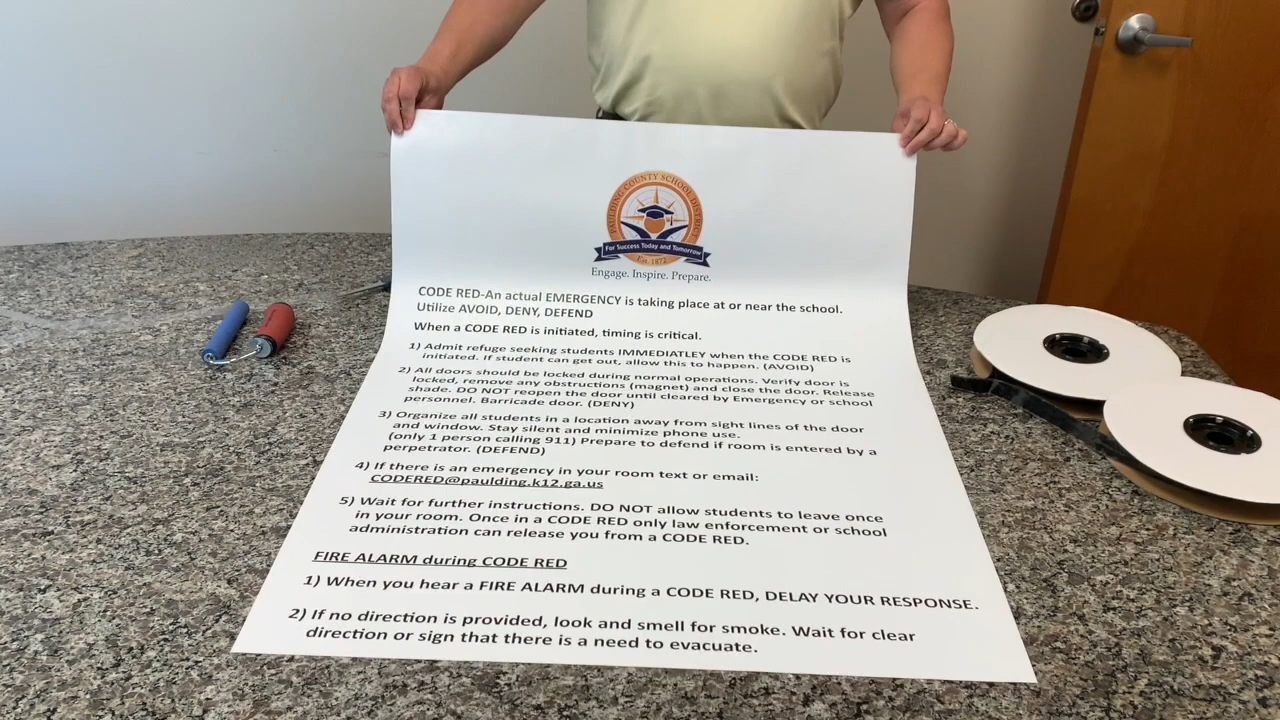 PAULDING COUNTY SCHOOL DISTRICT
For Success Today and Tomorrow
Est. 1872
Engage. Inspire. Prepare.
CODE RED-An actual EMERGENCY is taking place at or near the school.
Utilize AVOID, DENY, DEFEND
When a CODE RED is initiated, timing is critical.
1) Admit refuge seeking students IMMEDIATLEY when the CODE RED is
initiated. If student can get out, allow this to happen. (AVOID)
2) All doors should be locked during normal operations. Verify door is
locked, remove any obstructions (magnet) and close the door. Release
shade. DO NOT reopen the door until cleared by Emergency or school
personnel. Barricade door. (DENY)
3) Organize all students in a location away from sight lines of the door
and window. Stay silent and minimize phone use.
(only 1 person calling 911) Prepare to defend if room is entered by a
perpetrator. (DEFEND)
4) If there is an emergency in your room text or email:
CODERED@paulding.k12.ga.us
5) Wait for further instructions. DO NOT allow students to leave once
in your room. Once in a CODE RED only law enforcement or school
administration can release you from a CODE RED.
FIRE ALARM during CODE RED
1) When you hear a FIRE ALARM during a CODE RED, DELAY YOUR RESPONSE.
2) If no direction is provided, look and smell for smoke. Wait for clear
direction or sign that there is a need to evacuate.